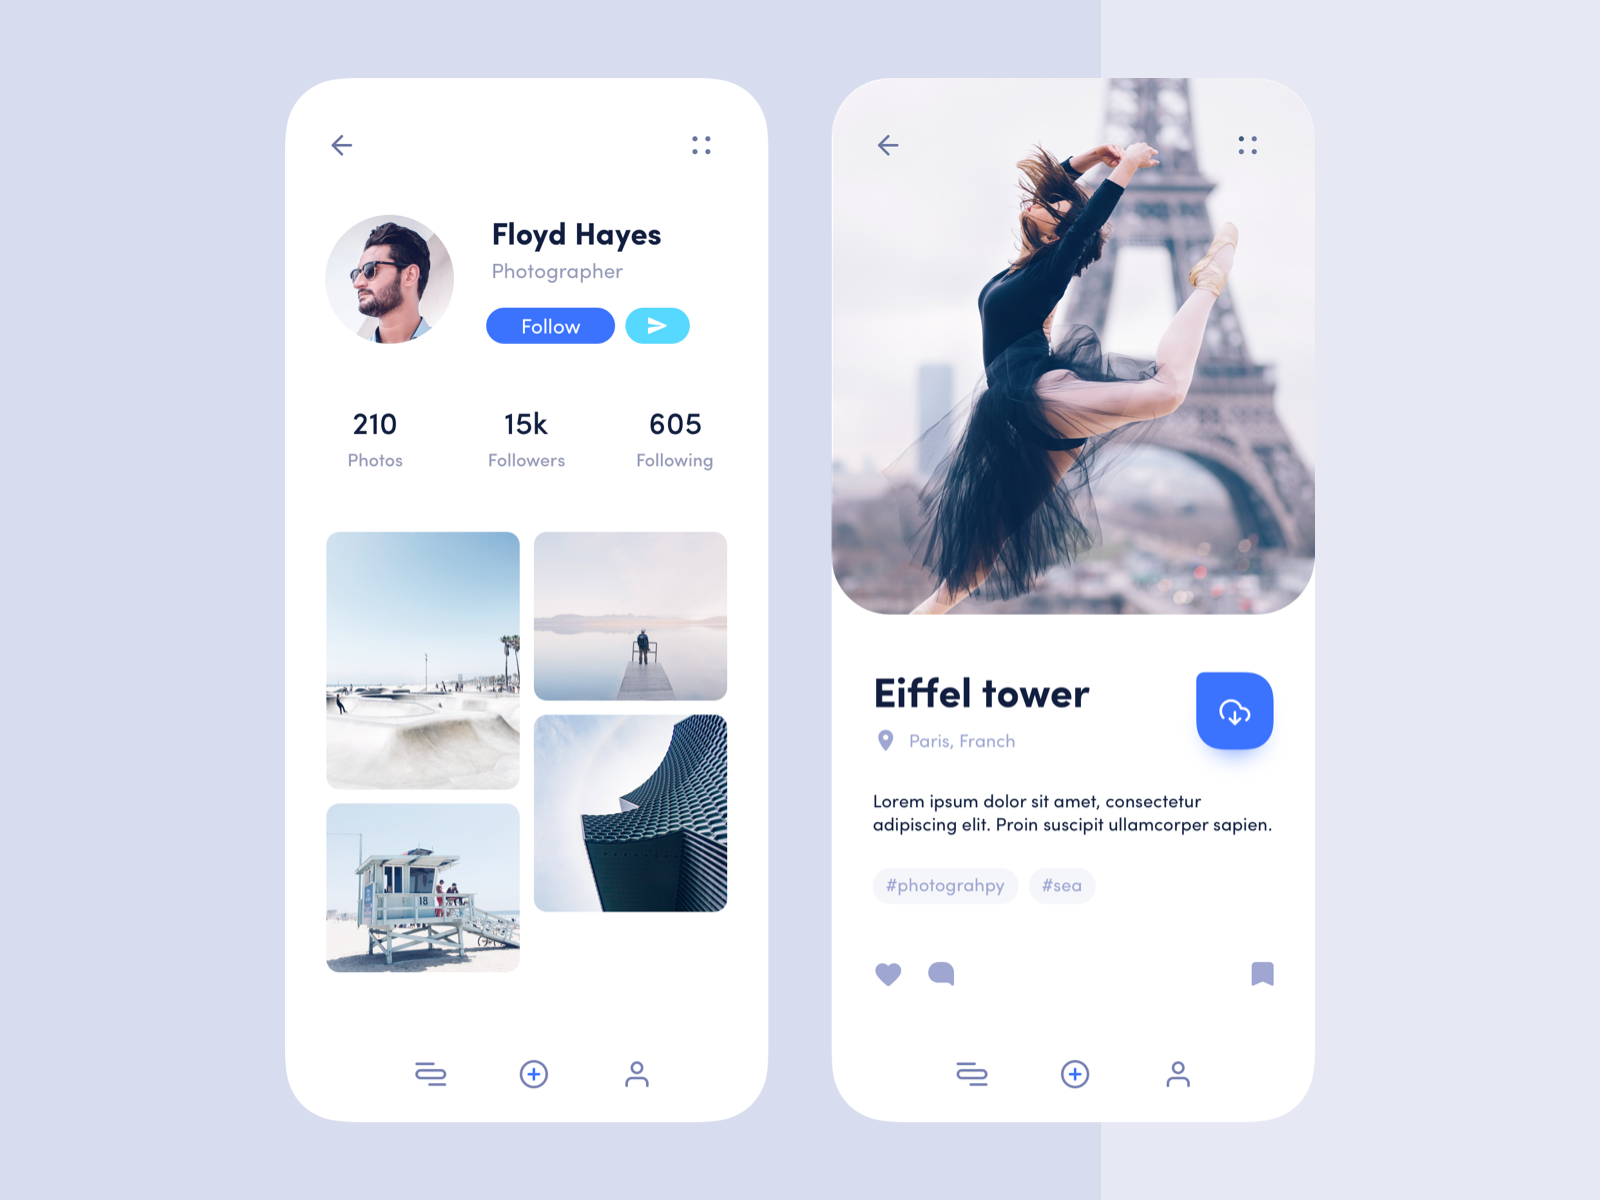 Floyd Hayes
Photographer
Follow
210
Photos
15k
Followers
605
Following
18
Eiffel tower
Paris, Franch
Lorem ipsum dolor sit amet, consectetur
adipiscing elit. Proin suscipit ullamcorper sapien.
#photograhpy
#sea